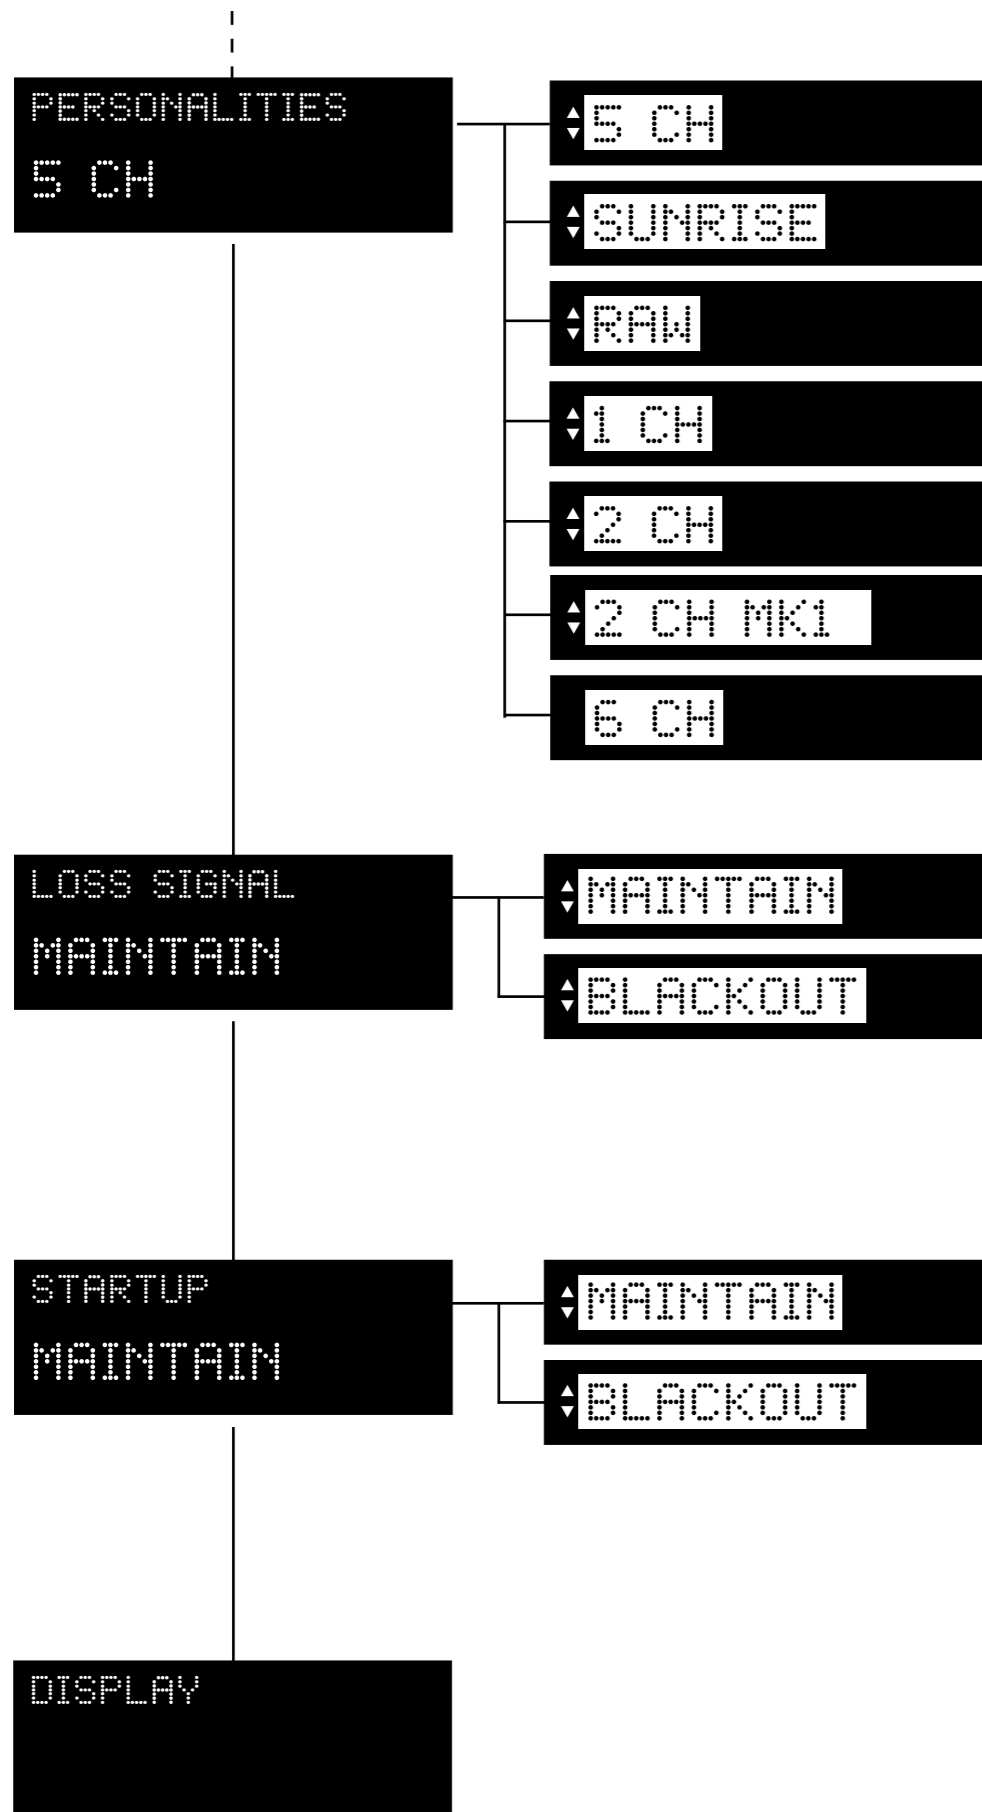 PERSONALITIES
5 CH
5 CH
SUNRISE
RAW
1 CH
2 CH
2 CH MK1
6 CH
LOSS SIGNAL
MAINTAIN
MAINTAIN
BLACKOUT
STARTUP
MAINTAIN
MAINTAIN
BLACKOUT
DISPLAY